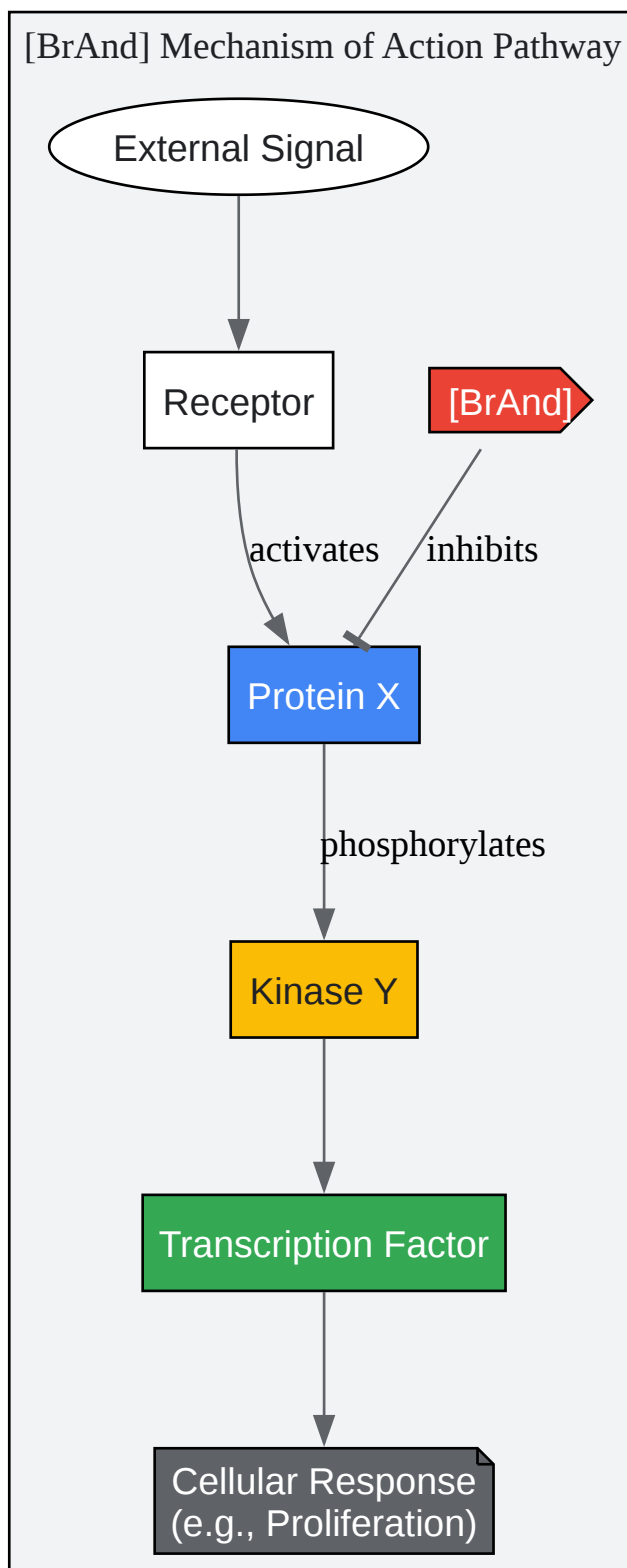 [BrAnd] Mechanism of Action Pathway
External Signal
Receptor
[BrAnd]
activates
inhibits
Protein X
phosphorylates
Kinase Y
Transcription Factor
Cellular Response
(e.g., Proliferation)